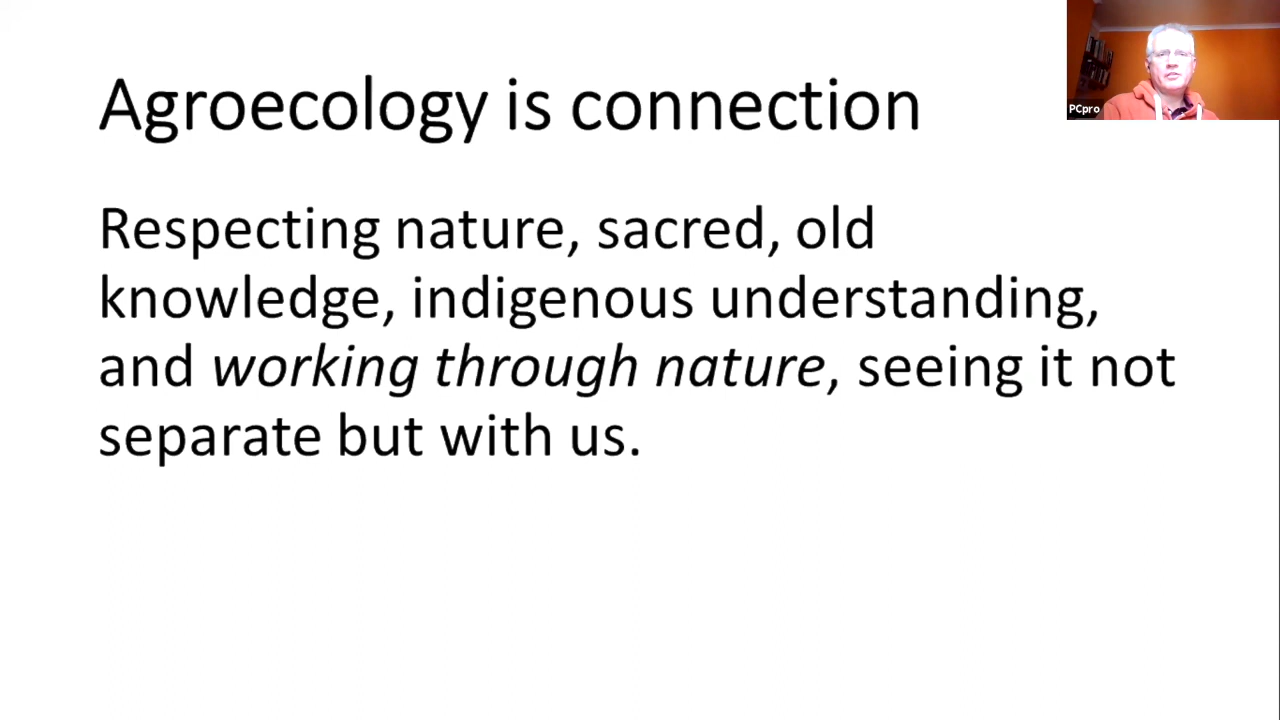 Agroecology is connection
PCpro
Respecting nature, sacred, old
knowledge, indigenous understanding,
and working through nature, seeing it not
separate but with us.